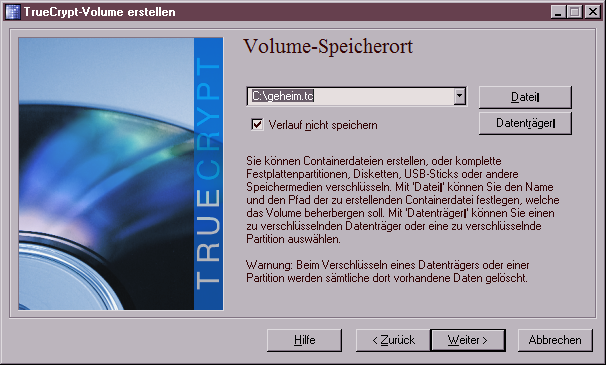 TrueCrypt-Volume erstellen
TRUECRYPT
Volume-Speicherort
C:\geheim.tc
Datei
Verlauf nicht speichern
Datenträger
Sie können Containerdateien erstellen, oder komplette
Festplattenpartitionen, Disketten, USB-Sticks oder andere
Speichermedien verschlüsseln. Mit 'Datei' können Sie den Name
und den Pfad der zu erstellenden Containerdatei festlegen, welche
das Volume beherbergen soll. Mit 'Datenträger' können Sie einen
zu verschlüsselnden Datenträger oder eine zu verschlüsselnde
Partition auswählen.
Warnung: Beim Verschlüsseln eines Datenträgers oder einer
Partition werden sämtliche dort vorhandene Daten gelöscht.
Hilfe
< Zurück
Weiter >
Abbrechen